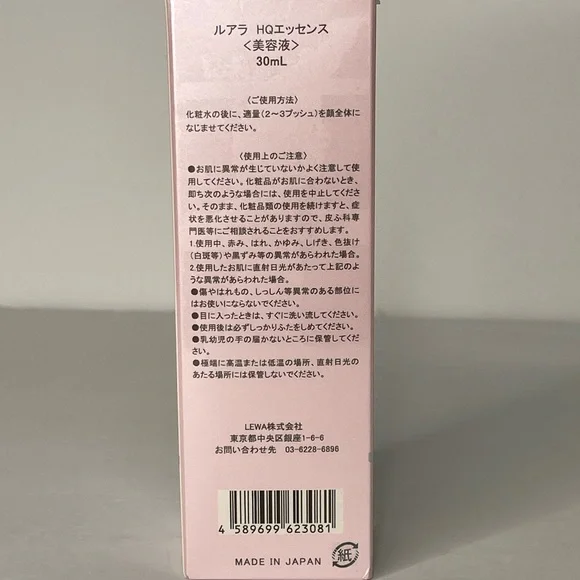 ルアラ HQエッセンス
<美容液>
30mL
〈ご使用方法〉
化粧水の後に、適量(2〜3プッシュ)を顔全体に
なじませてください。
〈使用上のご注意〉
●お肌に異常が生じていないかよく注意して使
用してください。化粧品がお肌に合わないとき、
即ち次のような場合には、使用を中止してくださ
い。そのまま、化粧品類の使用を続けますと、症
状を悪化させることがありますので、皮ふ科専
門医等にご相談されることをおすすめします。
1.使用中、赤み、はれ、かゆみ、しげき、色抜け
(白斑等)や黒ずみ等の異常があらわれた場合。
2.使用したお肌に直射日光があたって上記のよ
うな異常があらわれた場合。
●傷やはれもの、しっしん等異常のある部位に
はお使いにならないでください。
●目に入ったときは、すぐに洗い流してください。
●使用後は必ずしっかりふたをしめてください。
●乳幼児の手の届かないところに保管してくだ
さい。
●極端に高温または低温の場所、直射日光の
あたる場所には保管しないでください。
LEWA株式会社
東京都中央区銀座1-6-6
お問い合わせ先 03-6228-6896
4 589699 623081
MADE IN JAPAN
紙